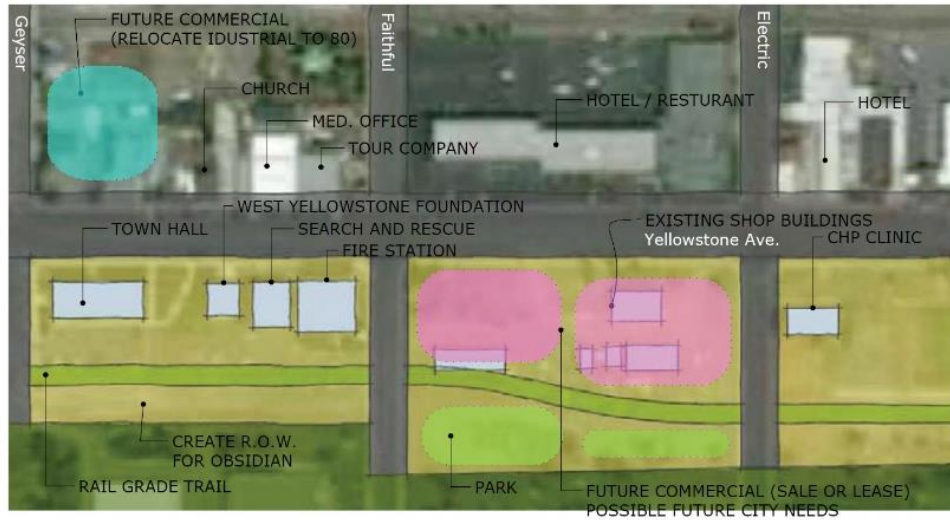 Geyser
FUTURE COMMERCIAL
(RELOCATE IDUSTRIAL TO 80)
Faithful
Electric
CHURCH
HOTEL / RESTURANT
HOTEL
MED. OFFICE
TOUR COMPANY
WEST YELLOWSTONE FOUNDATION
TOWN HALL
SEARCH AND RESCUE
FIRE STATION
EXISTING SHOP BUILDINGS
Yellowstone Ave.
CHP CLINIC
CREATE R.O.W.
FOR OBSIDIAN
RAIL GRADE TRAIL
PARK
FUTURE COMMERCIAL (SALE OR LEASE)
POSSIBLE FUTURE CITY NEEDS